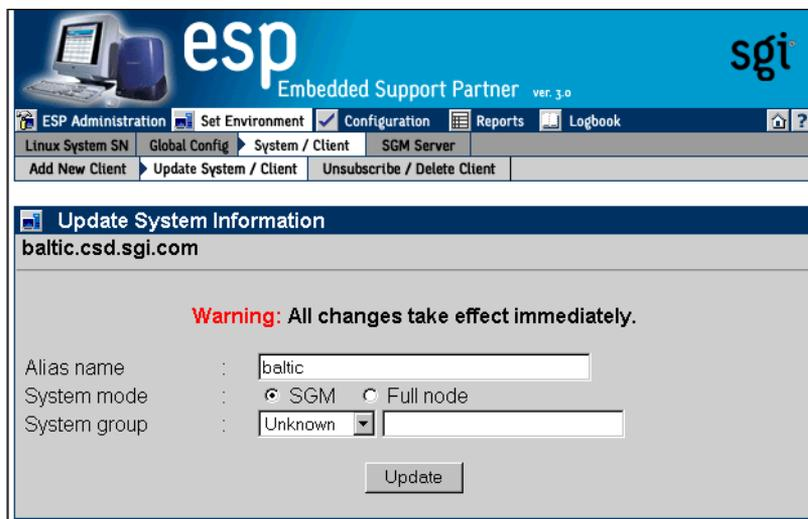 esp
sgi
Embedded Support Partner ver. 3.0
ESP Administration Set Environment Configuration Reports Logbook ?
Linux System SN Global Config System / Client SGM Server
Add New Client Update System / Client Unsubscribe / Delete Client
Update System Information
baltic.csd.sgi.com
Warning: All changes take effect immediately.
Alias name : baltic
System mode : SGM Full node
System group : Unknown
Update